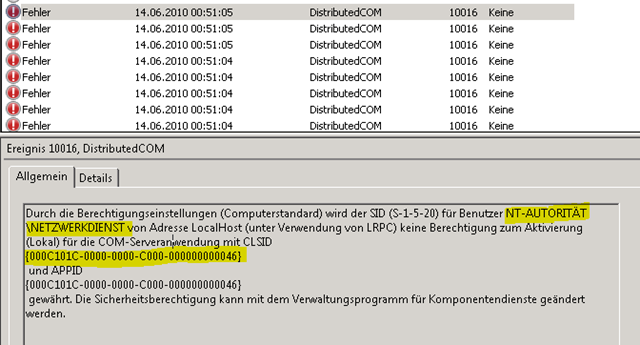 Fehler 14.06.2010 00:51:05 DistributedCOM 10016 Keine
Fehler 14.06.2010 00:51:05 DistributedCOM 10016 Keine
Fehler 14.06.2010 00:51:05 DistributedCOM 10016 Keine
Fehler 14.06.2010 00:51:04 DistributedCOM 10016 Keine
Fehler 14.06.2010 00:51:04 DistributedCOM 10016 Keine
Fehler 14.06.2010 00:51:04 DistributedCOM 10016 Keine
Fehler 14.06.2010 00:51:04 DistributedCOM 10016 Keine
Fehler 14.06.2010 00:51:04 DistributedCOM 10016 Keine
Ereignis 10016, DistributedCOM
Allgemein Details
Durch die Berechtigungseinstellungen (Computerstandard) wird der SID (S-1-5-20) für Benutzer NT-AUTORITÄT
\NETZWERKDIENST von Adresse LocalHost (unter Verwendung von LRPC) keine Berechtigung zum Aktivierung
(Lokal) für die COM-Serveranwendung mit CLSID
{000C101C-0000-0000-C000-000000000046}
und APPID
{000C101C-0000-0000-C000-000000000046}
gewährt. Die Sicherheitsberechtigung kann mit dem Verwaltungsprogramm für Komponentendienste geändert
werden.